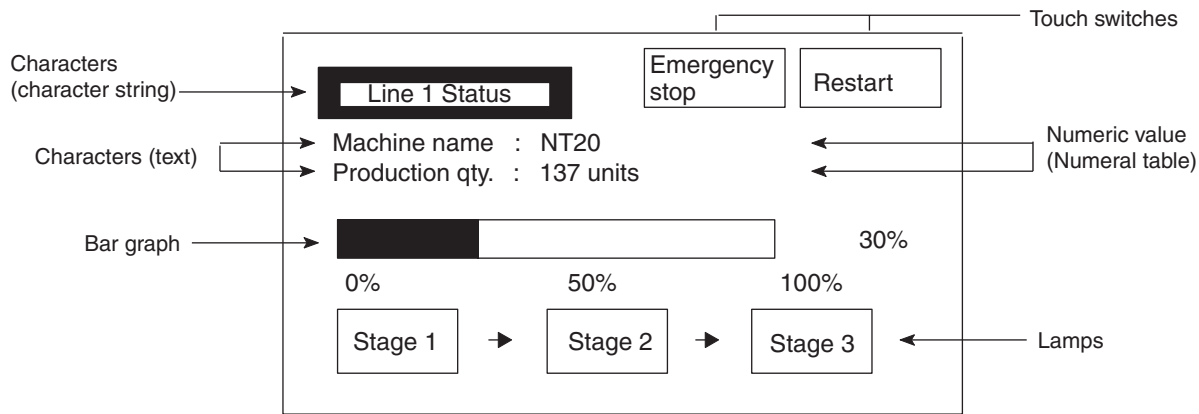 Touch switches
Characters
(character string)
Emergency
stop
Restart
Line 1 Status
Characters (text)
Machine name : NT20
Production qty. : 137 units
Numeric value
(Numeral table)
Bar graph
30%
0% 50% 100%
Stage 1
Stage 2
Stage 3
Lamps